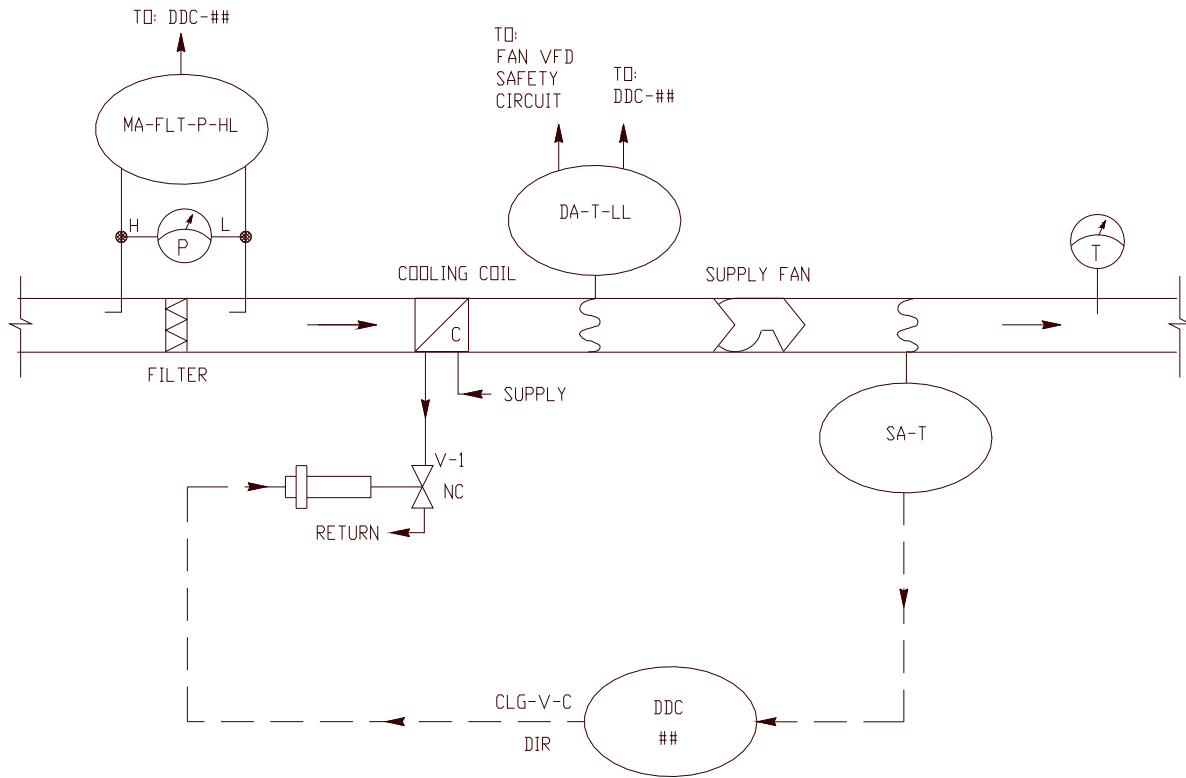 TO: DDC-##
TO:
FAN VFD
SAFETY
CIRCUIT
TO:
DDC-##
MA-FLT-P-HL
DA-T-LL
H
L
P
T
COOLING COIL
SUPPLY FAN
C
FILTER
SUPPLY
SA-T
V-1
NC
RETURN
CLG-V-C
DIR
DDC
##